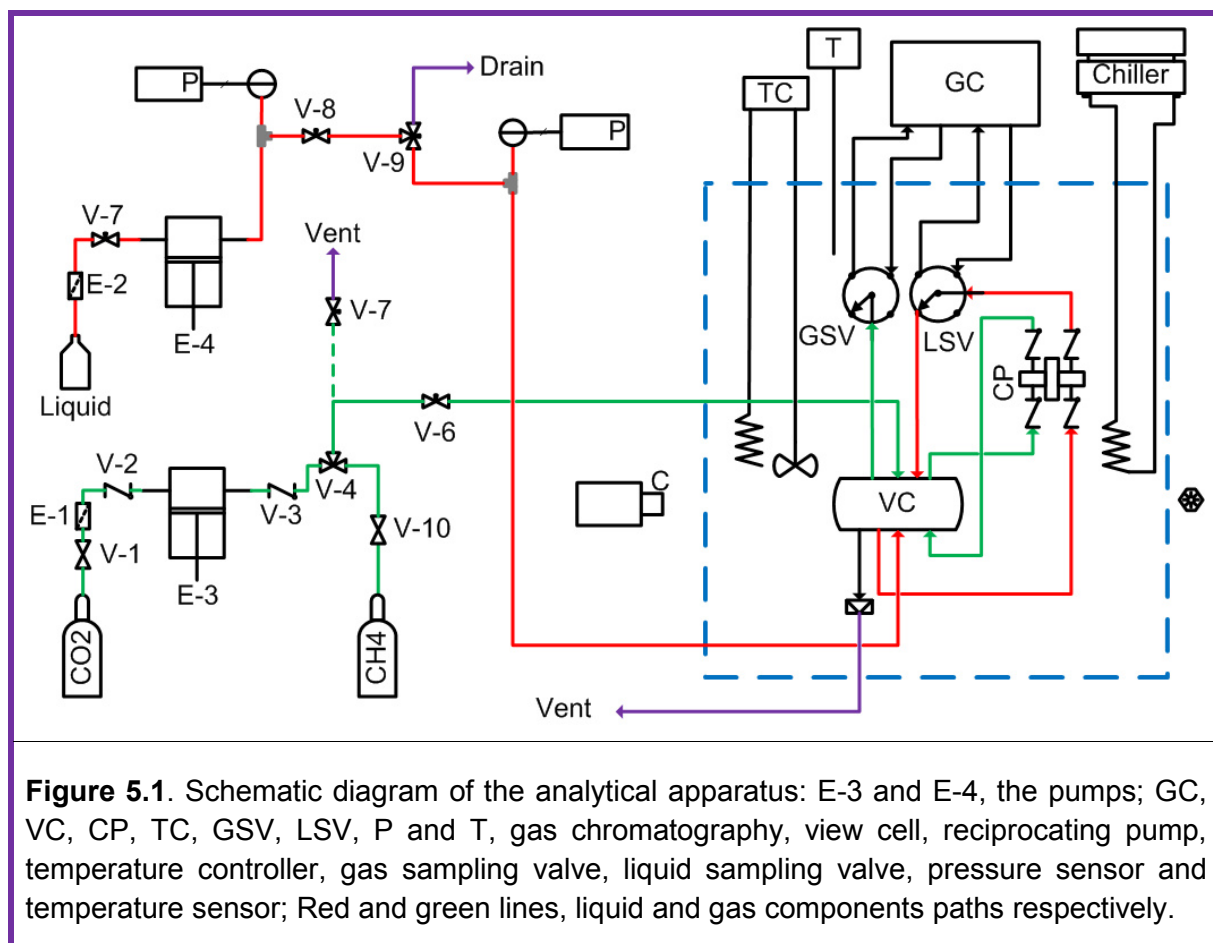 P
V-8
Drain
V-9
P
T
TC
GC
Chiller
V-7
E-2
E-4
Liquid
Vent
V-7
GSV
LSV
CP
V-6
V-2
V-3
V-4
E-1
V-1
E-3
V-10
C
VC
CO2
CH4
Vent
Figure 5.1. Schematic diagram of the analytical apparatus: E-3 and E-4, the pumps; GC,
VC, CP, TC, GSV, LSV, P and T, gas chromatography, view cell, reciprocating pump,
temperature controller, gas sampling valve, liquid sampling valve, pressure sensor and
temperature sensor; Red and green lines, liquid and gas components paths respectively.